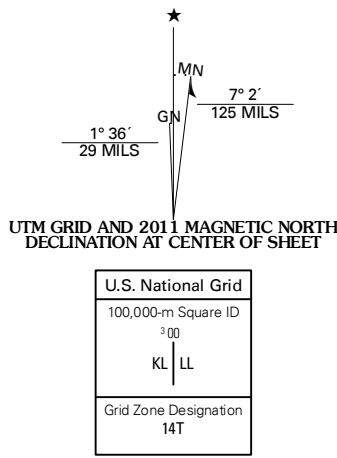 ★
MN
GN
7° 2´
125 MILS
1° 36´
29 MILS
UTM GRID AND 2011 MAGNETIC NORTH
DECLINATION AT CENTER OF SHEET
U.S. National Grid
100,000-m Square ID
³00
KL LL
Grid Zone Designation
14T